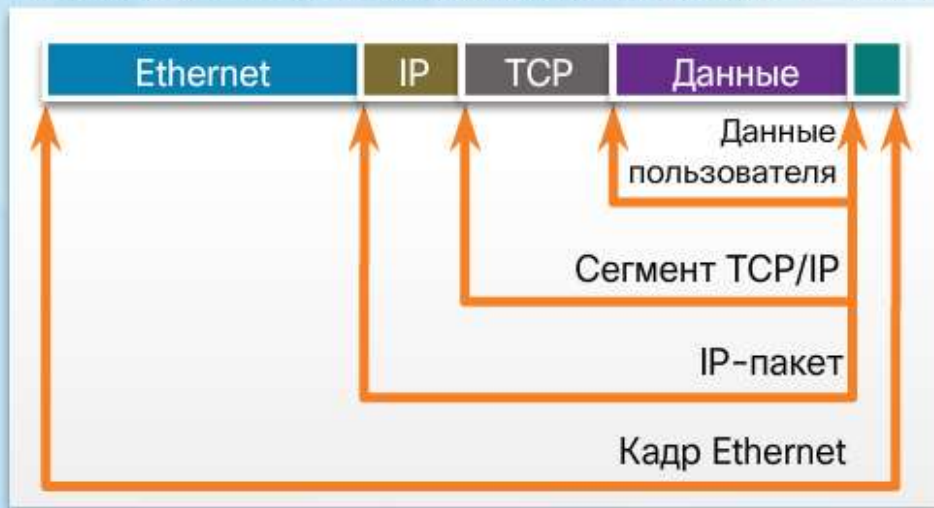 Ethernet IP TCP Данные
Данные
пользователя
Сегмент TCP/IP
IP-пакет
Кадр Ethernet